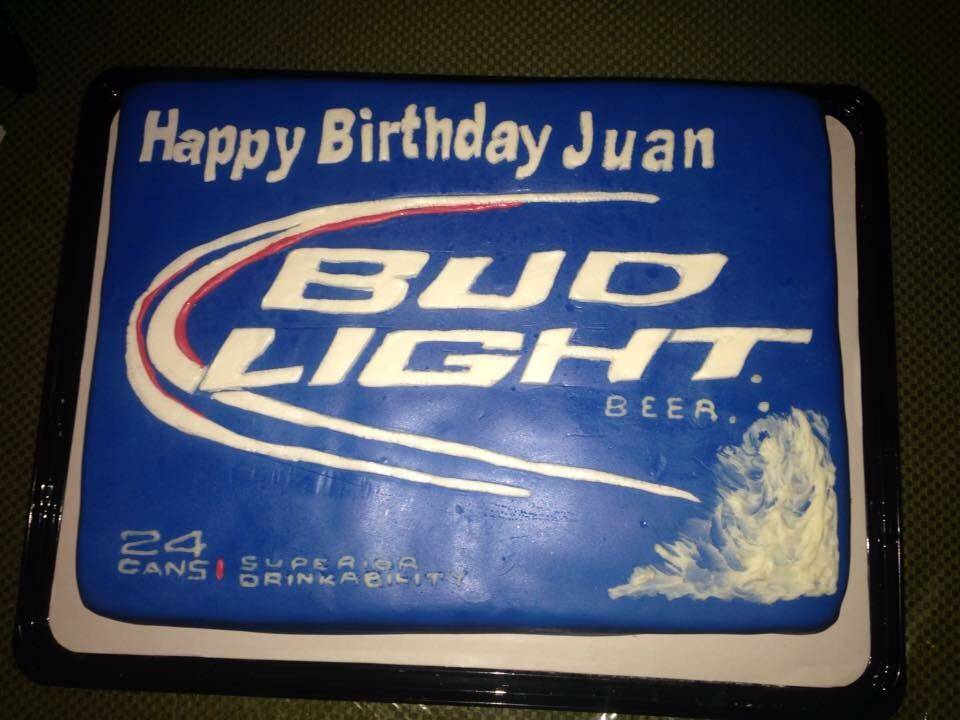 Happy Birthday Juan
BUD
LIGHT.
BEER.
24
CANS | SUPERIOR
DRINKABILITY